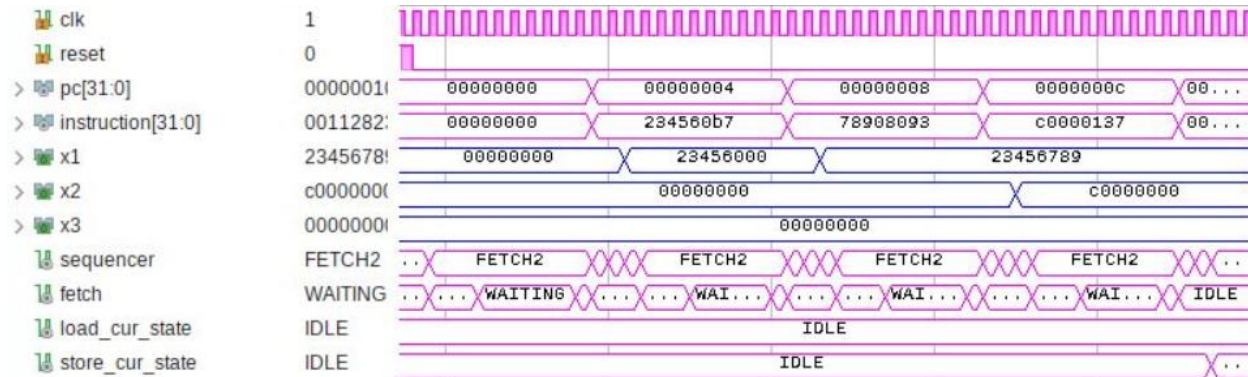 clk 1
reset 0
> pc[31:0] 0000001( 00000000 00000004 00000008 0000000c 00...
> instruction[31:0] 0011282: 00000000 234560b7 78908093 c0000137 00...
> x1 2345678 00000000 23456000 23456789
> x2 c000000( 00000000 c0000000
> x3 0000000( 00000000
sequencer FETCH2 .. FETCH2 FETCH2 FETCH2 FETCH2 ..
fetch WAITING .. ... WAITING ... ... WAI... ... ... WAI... ... ... WAI... IDLE
load_cur_state IDLE IDLE
store_cur_state IDLE IDLE ..